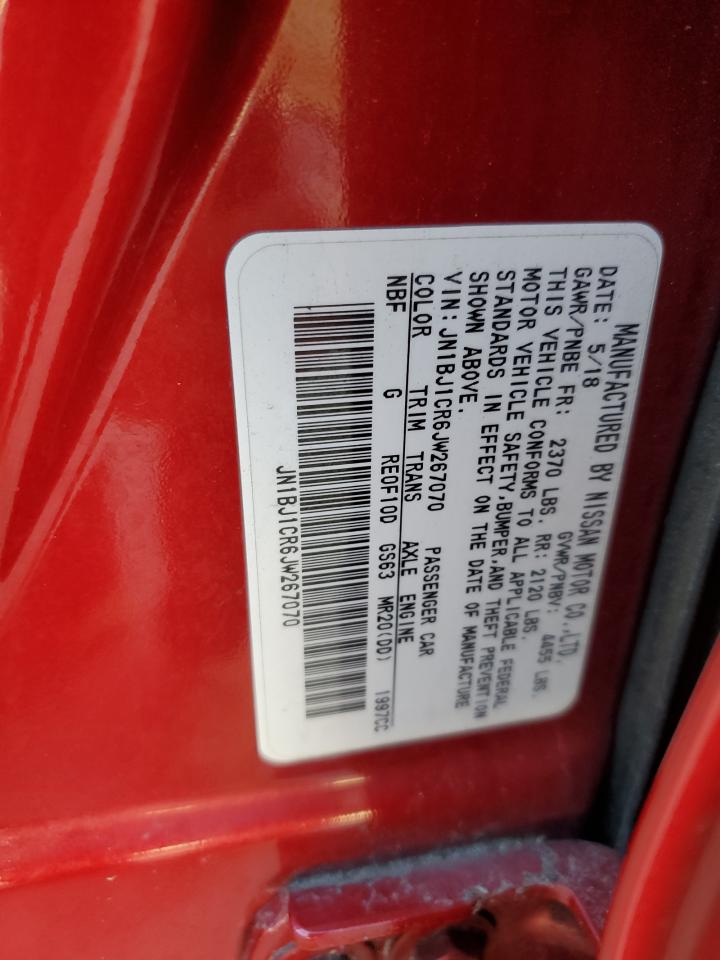 MANUFACTURED BY NISSAN MOTOR CO.,LTD.
DATE: 5/18 GVWR/PNBV: 4455 LBS.
GAWR/PNBE FR: 2370 LBS. RR: 2120 LBS.
THIS VEHICLE CONFORMS TO ALL APPLICABLE FEDERAL
MOTOR VEHICLE SAFETY,BUMPER,AND THEFT PREVENTION
STANDARDS IN EFFECT ON THE DATE OF MANUFACTURE
SHOWN ABOVE.
VIN: JN1BJ1CR6JW267070 PASSENGER CAR
COLOR TRIM TRANS AXLE ENGINE
NBF G RE0F10D GS63 MR20(DD) 1997CC
JN1BJ1CR6JW267070